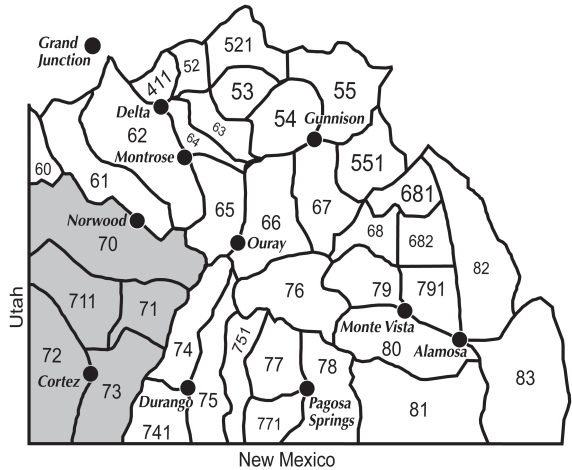 Grand
Junction
521
411
52
53
55
Delta
54
Gunnison
62
63
64
Montrose
551
60
61
681
65
66
67
Norwood
68
682
70
Ouray
82
711
71
76
79
791
Utah
Monte Vista
72
74
751
77
78
80
Alamosa
Cortez
73
83
Durango
75
Pagosa
Springs
81
741
771
New Mexico